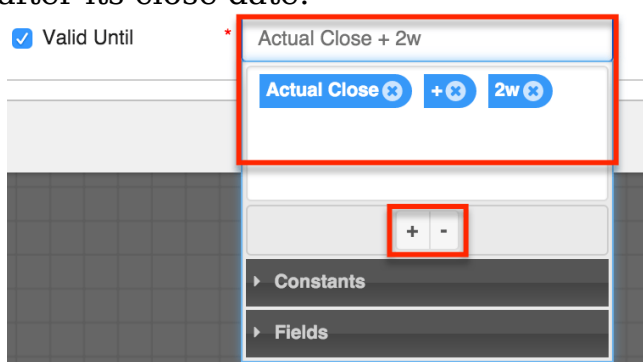 after its close date.
Valid Until * Actual Close + 2w
Actual Close + 2w
+ -
Constants
Fields